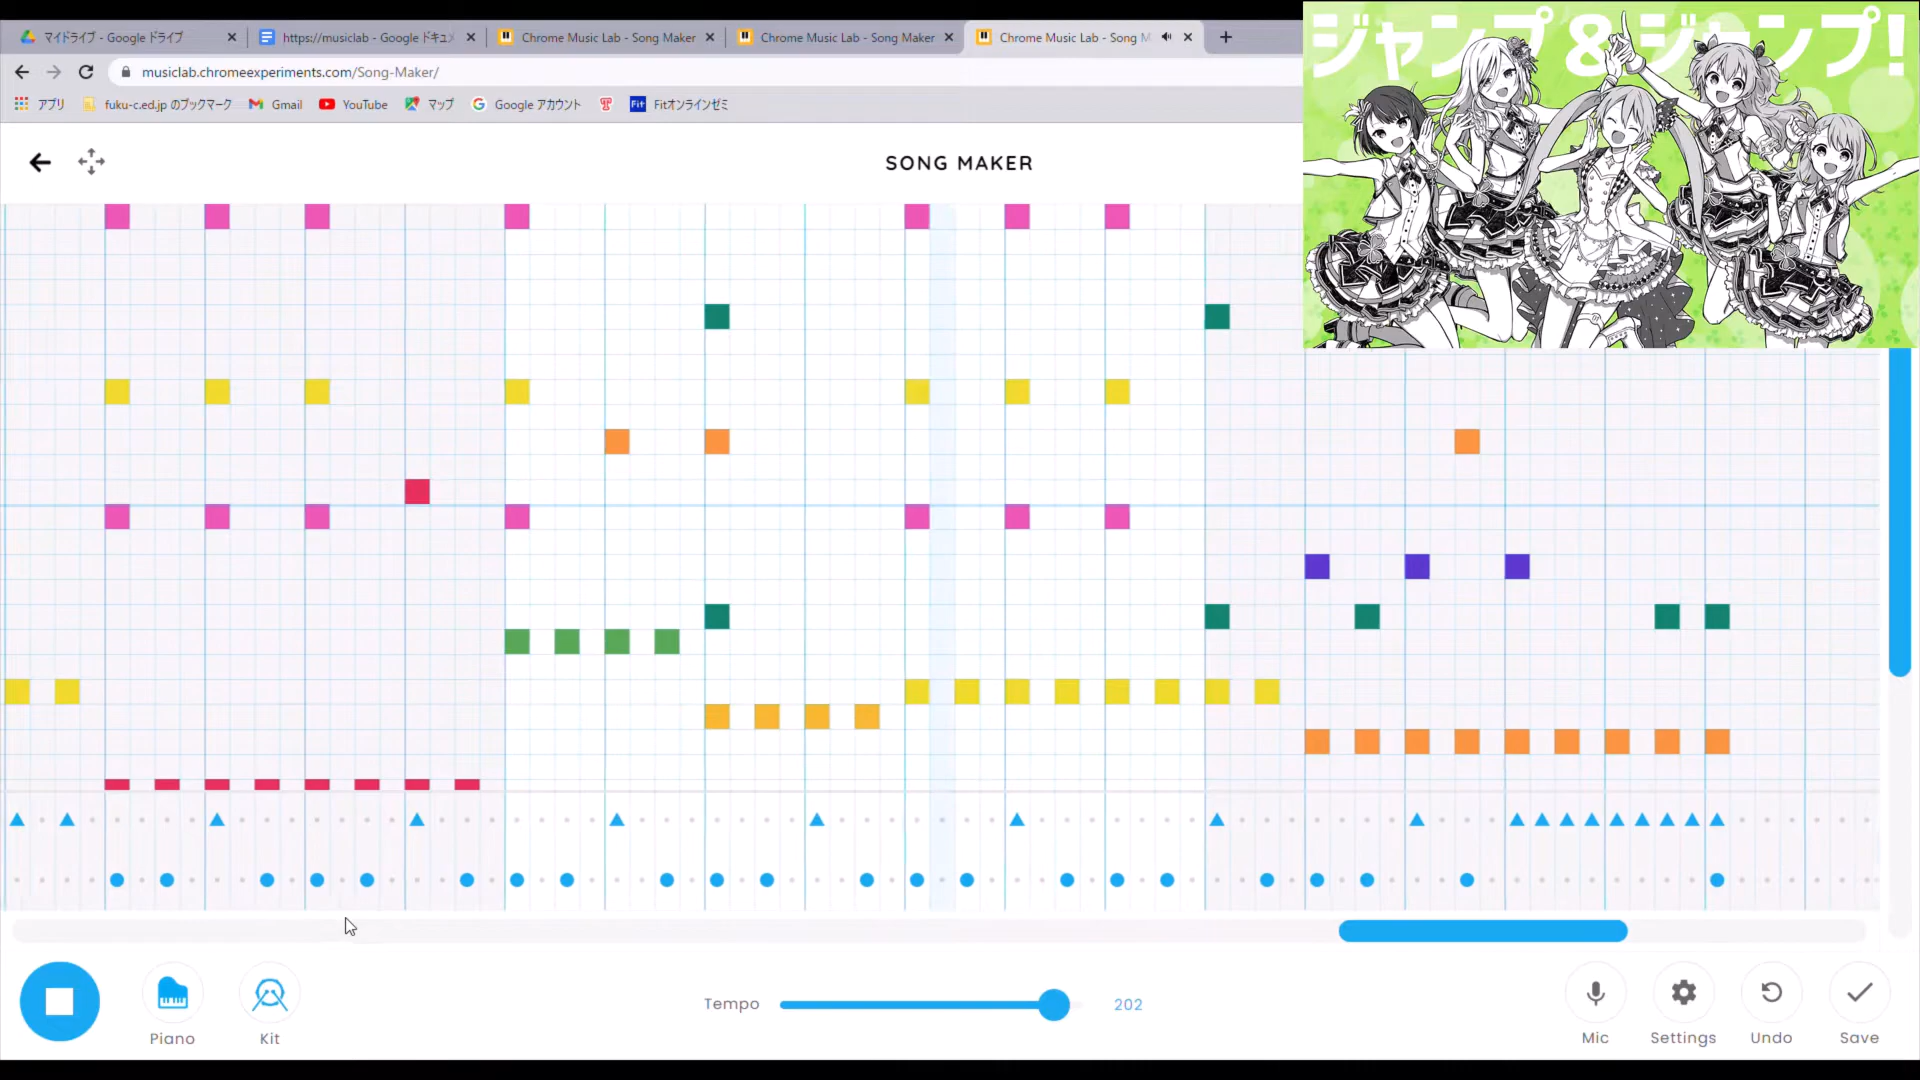 マイドライブ - Google ドライブ
https://musiclab - Google ドキュメ
Chrome Music Lab - Song Maker
Chrome Music Lab - Song Maker
Chrome Music Lab - Song M
musiclab.chromeexperiments.com/Song-Maker/
アプリ
fuku-c.ed.jp のブックマーク
Gmail
YouTube
マップ
Google アカウント
Fit
Fitオンラインゼミ
ジャンプ&ジャンプ!
SONG MAKER
Piano
Kit
Tempo
202
Mic
Settings
Undo
Save